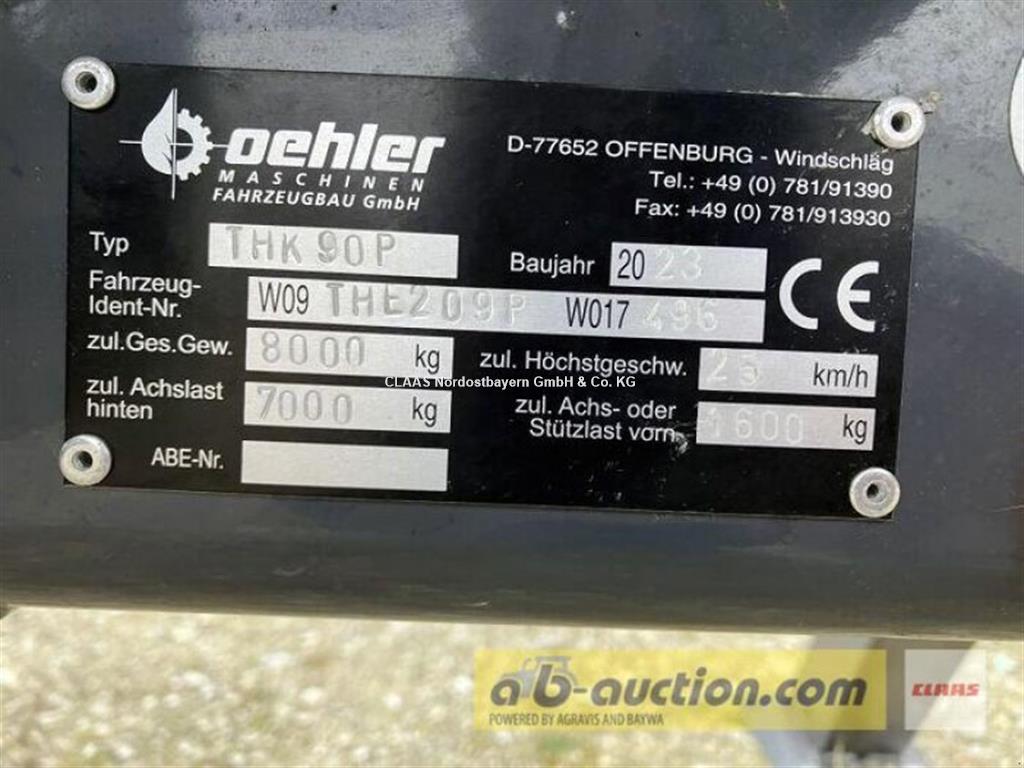 oehler
MASCHINEN
FAHRZEUGBAU GmbH
D-77652 OFFENBURG - Windschläg
Tel.: +49 (0) 781/91390
Fax: +49 (0) 781/913930
Typ THK 90P
Baujahr 2023
Fahrzeug-
Ident-Nr. W09 THE209P W017 496
zul.Ges.Gew. 8000 kg
zul. Höchstgeschw. 25 km/h
CLAAS Nordostbayern GmbH & Co. KG
zul. Achslast
hinten 7000 kg
zul. Achs- oder
Stützlast vorn. 1600 kg
ABE-Nr.
CE
ab-auction.com
POWERED BY AGRAVIS AND BAYWA
CLAAS